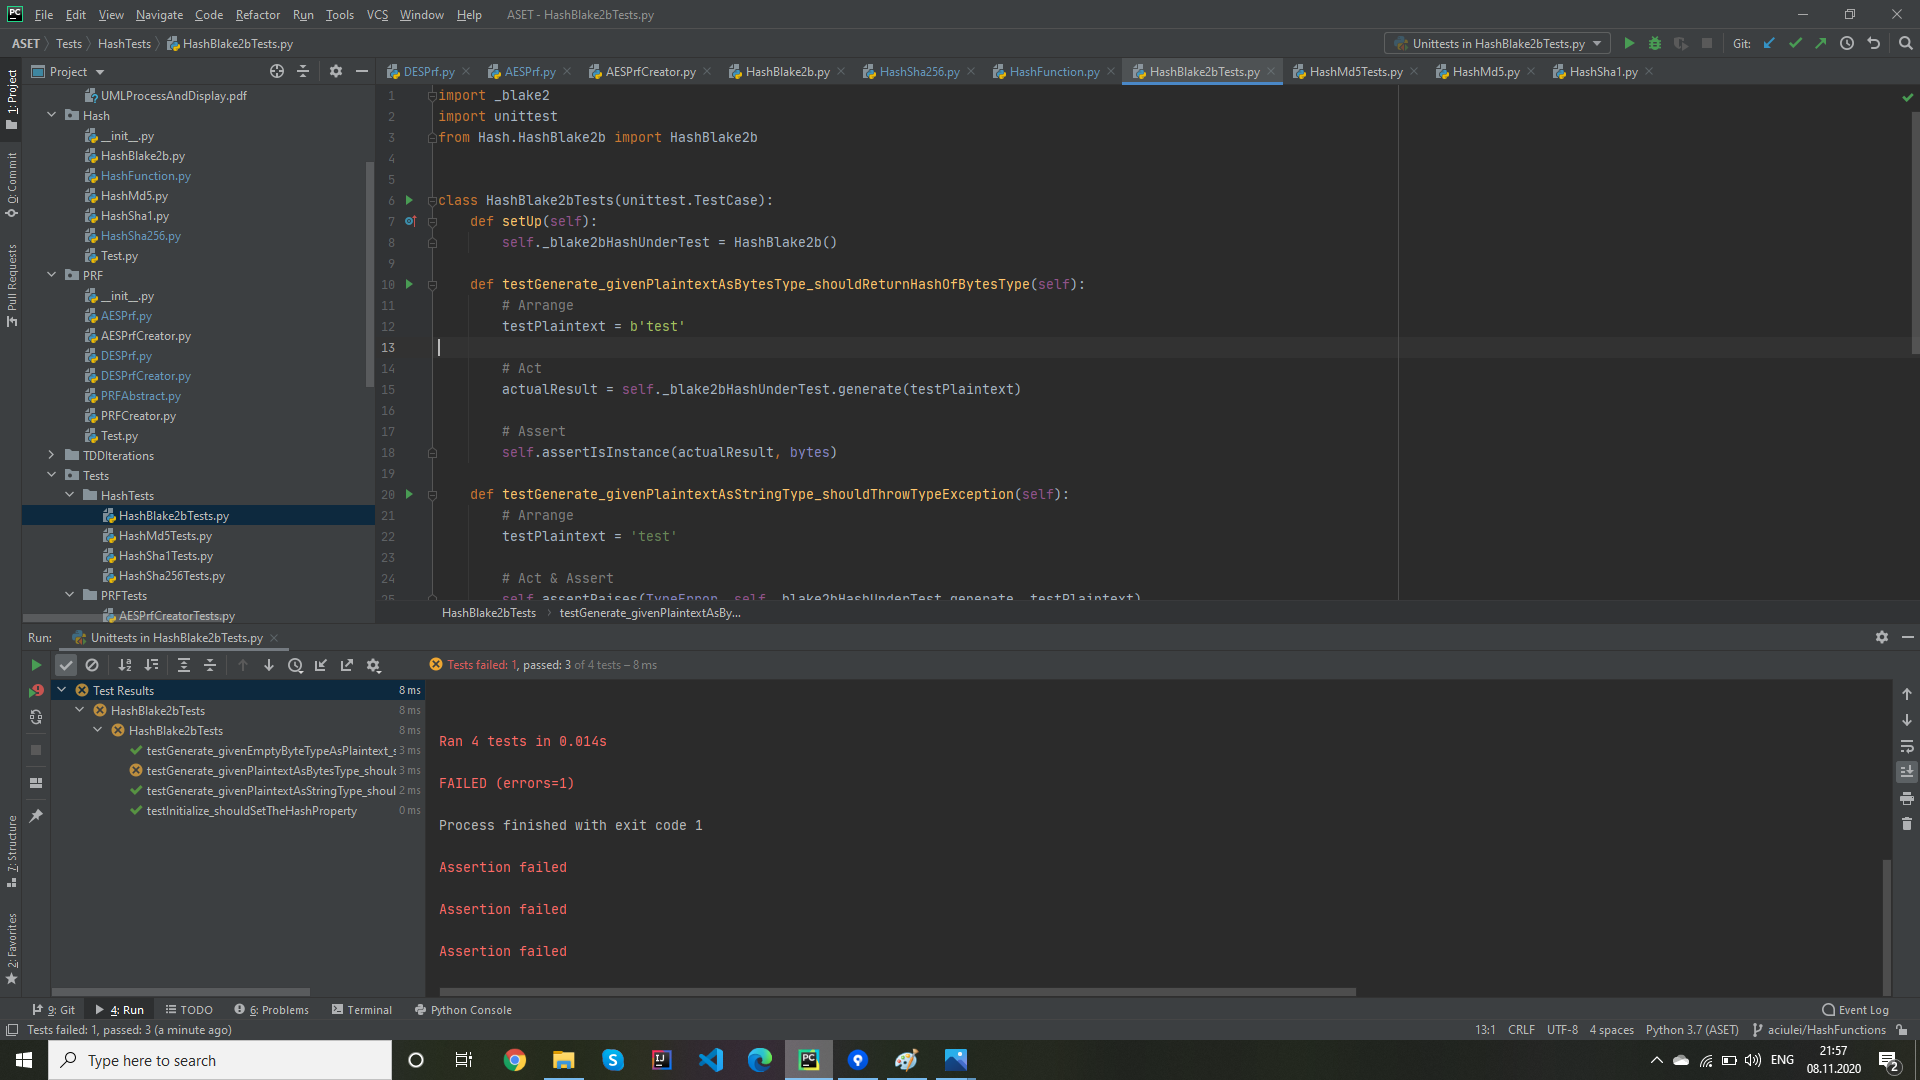 File Edit View Navigate Code Refactor Run Tools VCS Window Help ASET - HashBlake2bTests.py
ASET Tests HashTests HashBlake2bTests.py Unittests in HashBlake2bTests.py Git:
Project DESPrf.py AESPrf.py AESPrfCreator.py HashBlake2b.py HashSha256.py HashFunction.py HashBlake2bTests.py HashMd5Tests.py HashMd5.py HashSha1.py
1: Project
0: Commit
Pull Requests
7: Structure
2: Favorites
UMLProcessAndDisplay.pdf
Hash
__init__.py
HashBlake2b.py
HashFunction.py
HashMd5.py
HashSha1.py
HashSha256.py
Test.py
PRF
__init__.py
AESPrf.py
AESPrfCreator.py
DESPrf.py
DESPrfCreator.py
PRFAbstract.py
PRFCreator.py
Test.py
TDDIterations
Tests
HashTests
HashBlake2bTests.py
HashMd5Tests.py
HashSha1Tests.py
HashSha256Tests.py
PRFTests
AESPrfCreatorTests.py
1 import _blake2
2 import unittest
3 from Hash.HashBlake2b import HashBlake2b
4
5
6 class HashBlake2bTests(unittest.TestCase):
7 def setUp(self):
8 self._blake2bHashUnderTest = HashBlake2b()
9
10 def testGenerate_givenPlaintextAsBytesType_shouldReturnHashOfBytesType(self):
11 # Arrange
12 testPlaintext = b'test'
13
14 # Act
15 actualResult = self._blake2bHashUnderTest.generate(testPlaintext)
16
17 # Assert
18 self.assertIsInstance(actualResult, bytes)
19
20 def testGenerate_givenPlaintextAsStringType_shouldThrowTypeException(self):
21 # Arrange
22 testPlaintext = 'test'
23
24 # Act & Assert
25 self.assertRaises(TypeError, self._blake2bHashUnderTest.generate, testPlaintext)
HashBlake2bTests testGenerate_givenPlaintextAsBy...
Run: Unittests in HashBlake2bTests.py
Tests failed: 1, passed: 3 of 4 tests – 8 ms
Test Results 8 ms
HashBlake2bTests 8 ms
HashBlake2bTests 8 ms
testGenerate_givenEmptyByteTypeAsPlaintext_s 3 ms
testGenerate_givenPlaintextAsBytesType_should 3 ms
testGenerate_givenPlaintextAsStringType_shoul 2 ms
testInitialize_shouldSetTheHashProperty 0 ms
Ran 4 tests in 0.014s
FAILED (errors=1)
Process finished with exit code 1
Assertion failed
Assertion failed
Assertion failed
9: Git 4: Run TODO 6: Problems Terminal Python Console Event Log
Tests failed: 1, passed: 3 (a minute ago) 13:1 CRLF UTF-8 4 spaces Python 3.7 (ASET) aciulei/HashFunctions
Type here to search ENG 21:57
08.11.2020 2